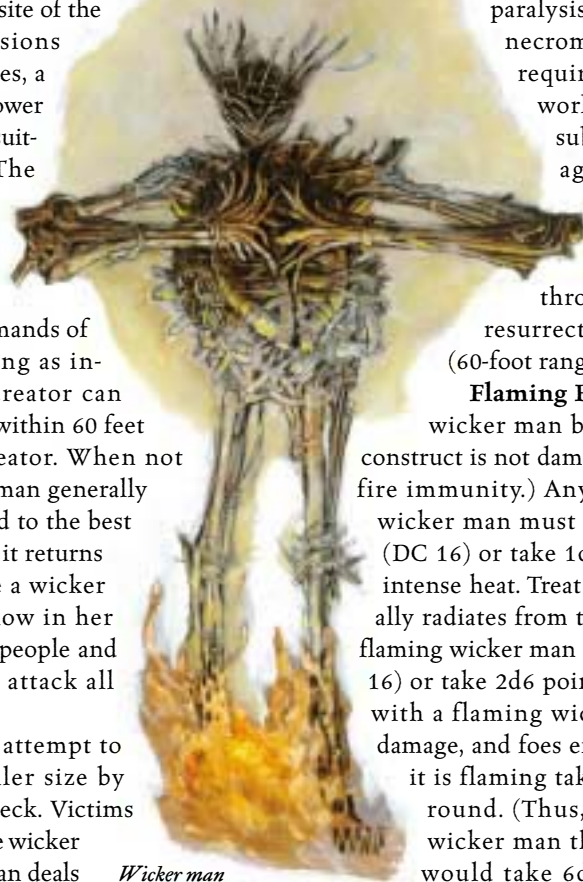 site of the
sions
es, a
ower
suit-
The
mands of
ng as in-
reator can
within 60 feet
eator. When not
man generally
d to the best
it returns
e a wicker
ow in her
people and
attack all
attempt to
ller size by
eck. Victims
e wicker
an deals
Wicker man
paralysis
necrom
requir
worl
sul
ag
thro
resurrect
(60-foot rang
Flaming B
wicker man b
construct is not dam
fire immunity.) Any
wicker man must
(DC 16) or take 1d
intense heat. Treat
ally radiates from t
flaming wicker man
16) or take 2d6 poin
with a flaming wic
damage, and foes e
it is flaming tak
round. (Thus,
wicker man th
would take 6d